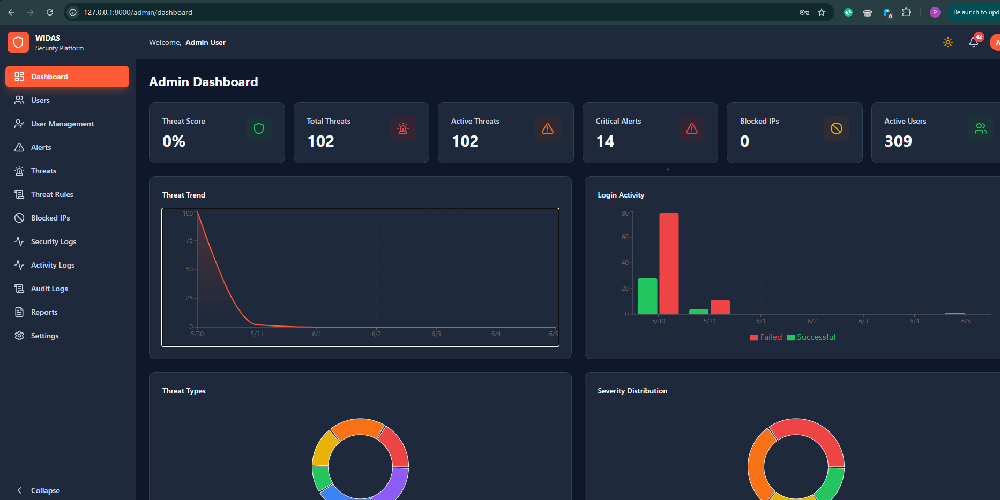 127.0.0.1:8000/admin/dashboard
0
P
Relaunch to upd
WIDAS
Security Platform
Welcome, Admin User
42
A
Dashboard
Users
User Management
Alerts
Threats
Threat Rules
Blocked IPs
Security Logs
Activity Logs
Audit Logs
Reports
Settings
Collapse
Admin Dashboard
Threat Score
0%
Total Threats
102
Active Threats
102
Critical Alerts
14
Blocked IPs
0
Active Users
309
Threat Trend
100
75
50
25
0
5/30 5/31 6/1 6/2 6/3 6/4 6/5
Login Activity
80
60
40
20
0
5/30 5/31 6/1 6/2 6/3 6/4 6/5
Failed Successful
Threat Types
Severity Distribution